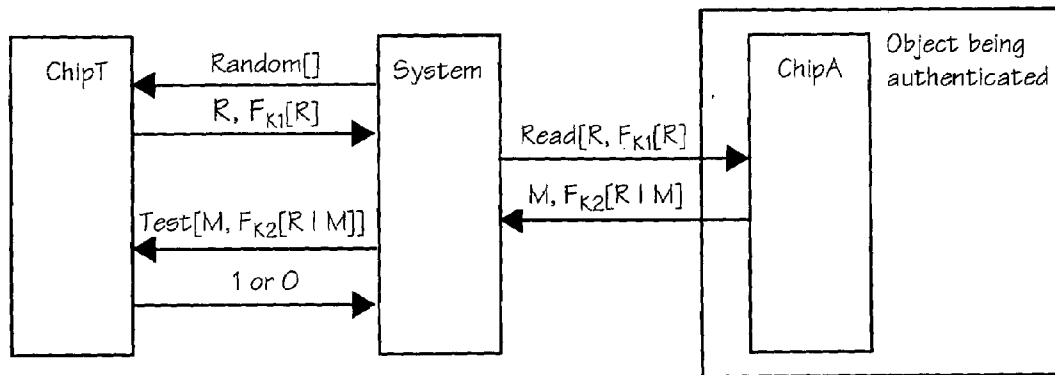 ChipT
Random[]
R, F_K1[R]
Test[M, F_K2[R | M]]
1 or 0
System
Read[R, F_K1[R]
M, F_K2[R | M]
ChipA
Object being
authenticated